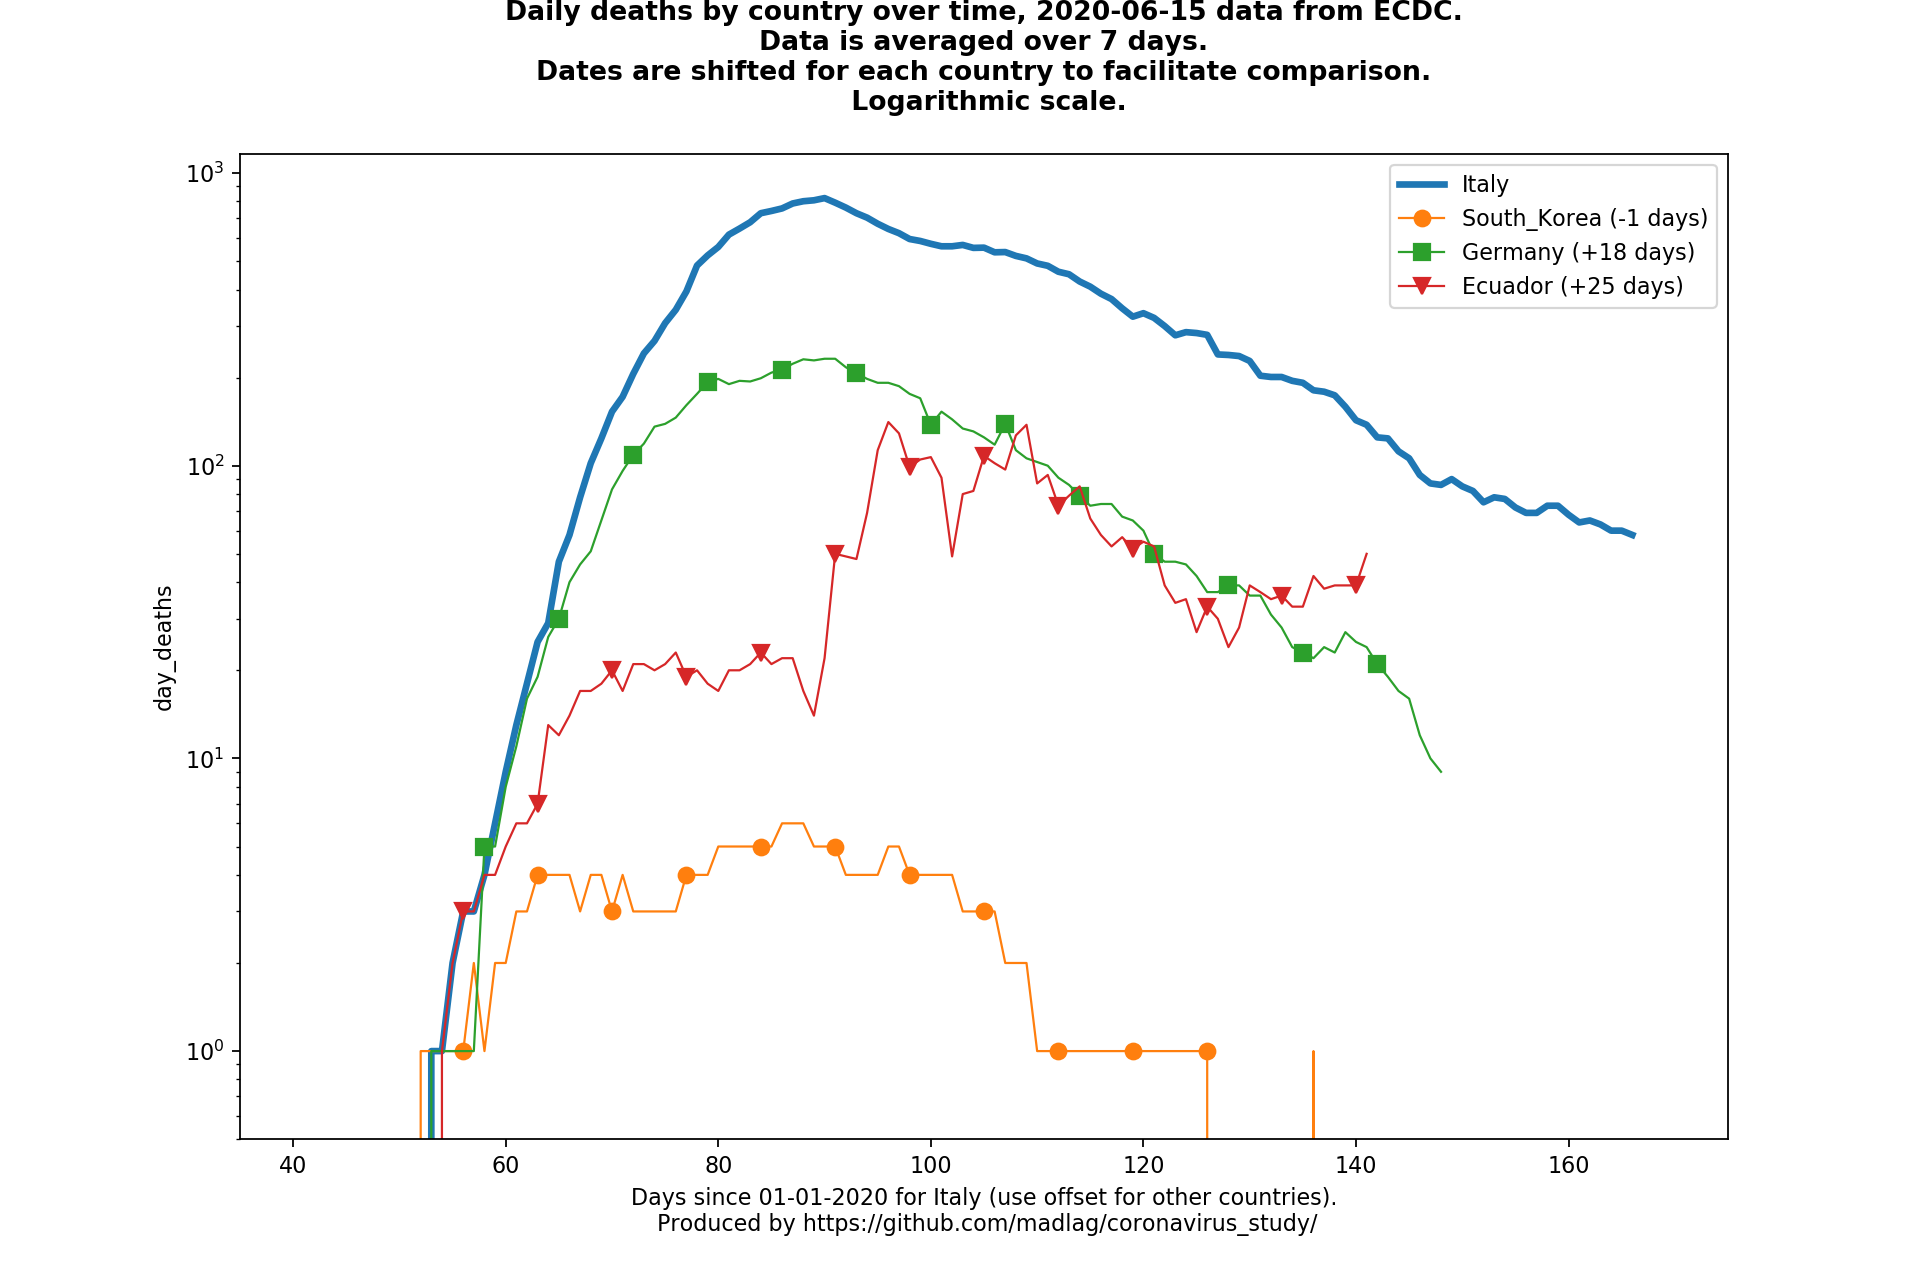 Daily deaths by country over time, 2020-06-15 data from ECDC.
Data is averaged over 7 days.
Dates are shifted for each country to facilitate comparison.
Logarithmic scale.
10³
10²
10¹
10⁰
day_deaths
Italy
South_Korea (-1 days)
Germany (+18 days)
Ecuador (+25 days)
40 60 80 100 120 140 160
Days since 01-01-2020 for Italy (use offset for other countries).
Produced by https://github.com/madlag/coronavirus_study/